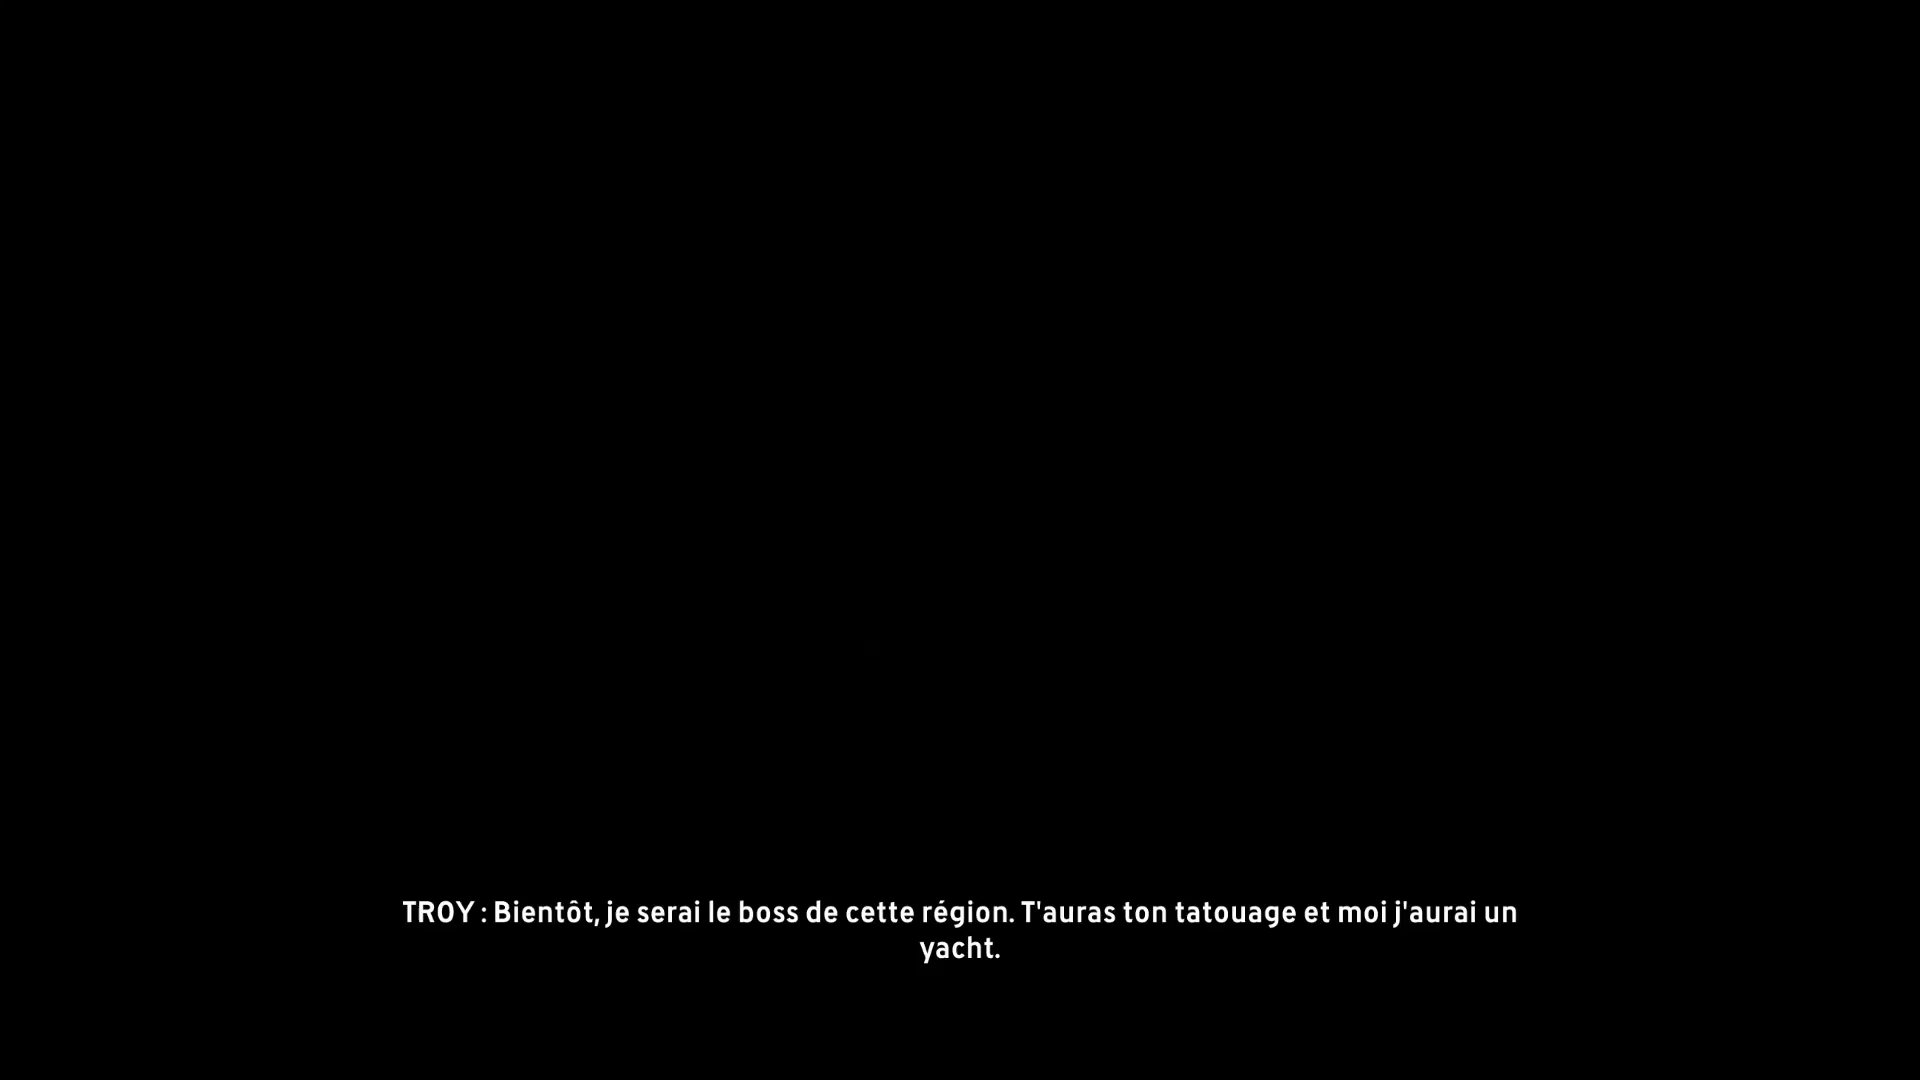 TROY : Bientôt, je serai le boss de cette région. T'auras ton tatouage et moi j'aurai un
yacht.